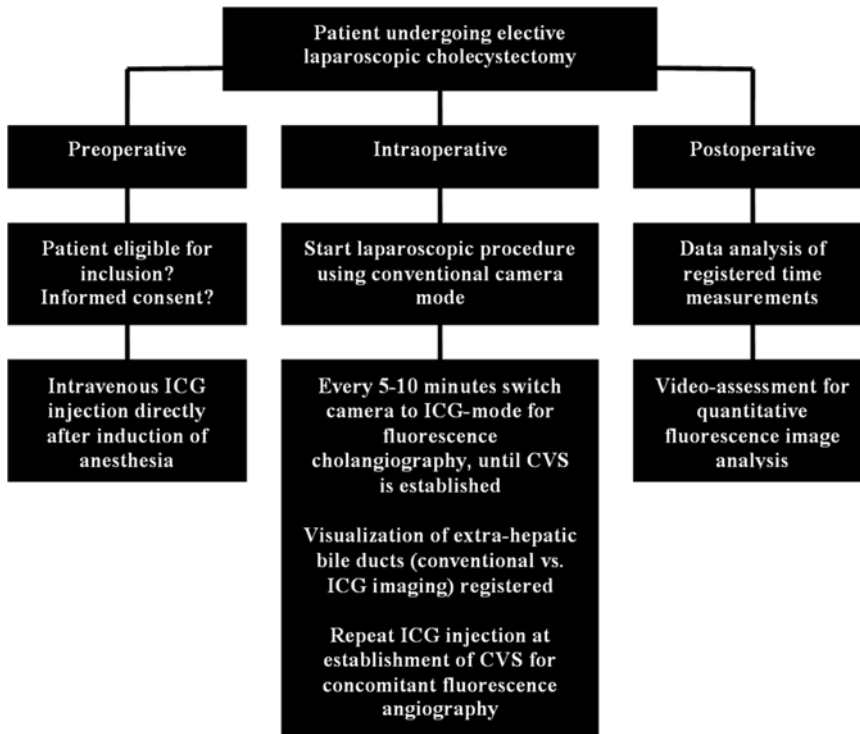 Patient undergoing elective
laparoscopic cholecystectomy
Preoperative
Intraoperative
Postoperative
Patient eligible for
inclusion?
Informed consent?
Start laparoscopic procedure
using conventional camera
mode
Data analysis of
registered time
measurements
Intravenous ICG
injection directly
after induction of
anesthesia
Every 5-10 minutes switch
camera to ICG-mode for
fluorescence
cholangiography, until CVS
is established
Visualization of extra-hepatic
bile ducts (conventional vs.
ICG imaging) registered
Repeat ICG injection at
establishment of CVS for
concomitant fluorescence
angiography
Video-assessment for
quantitative
fluorescence image
analysis